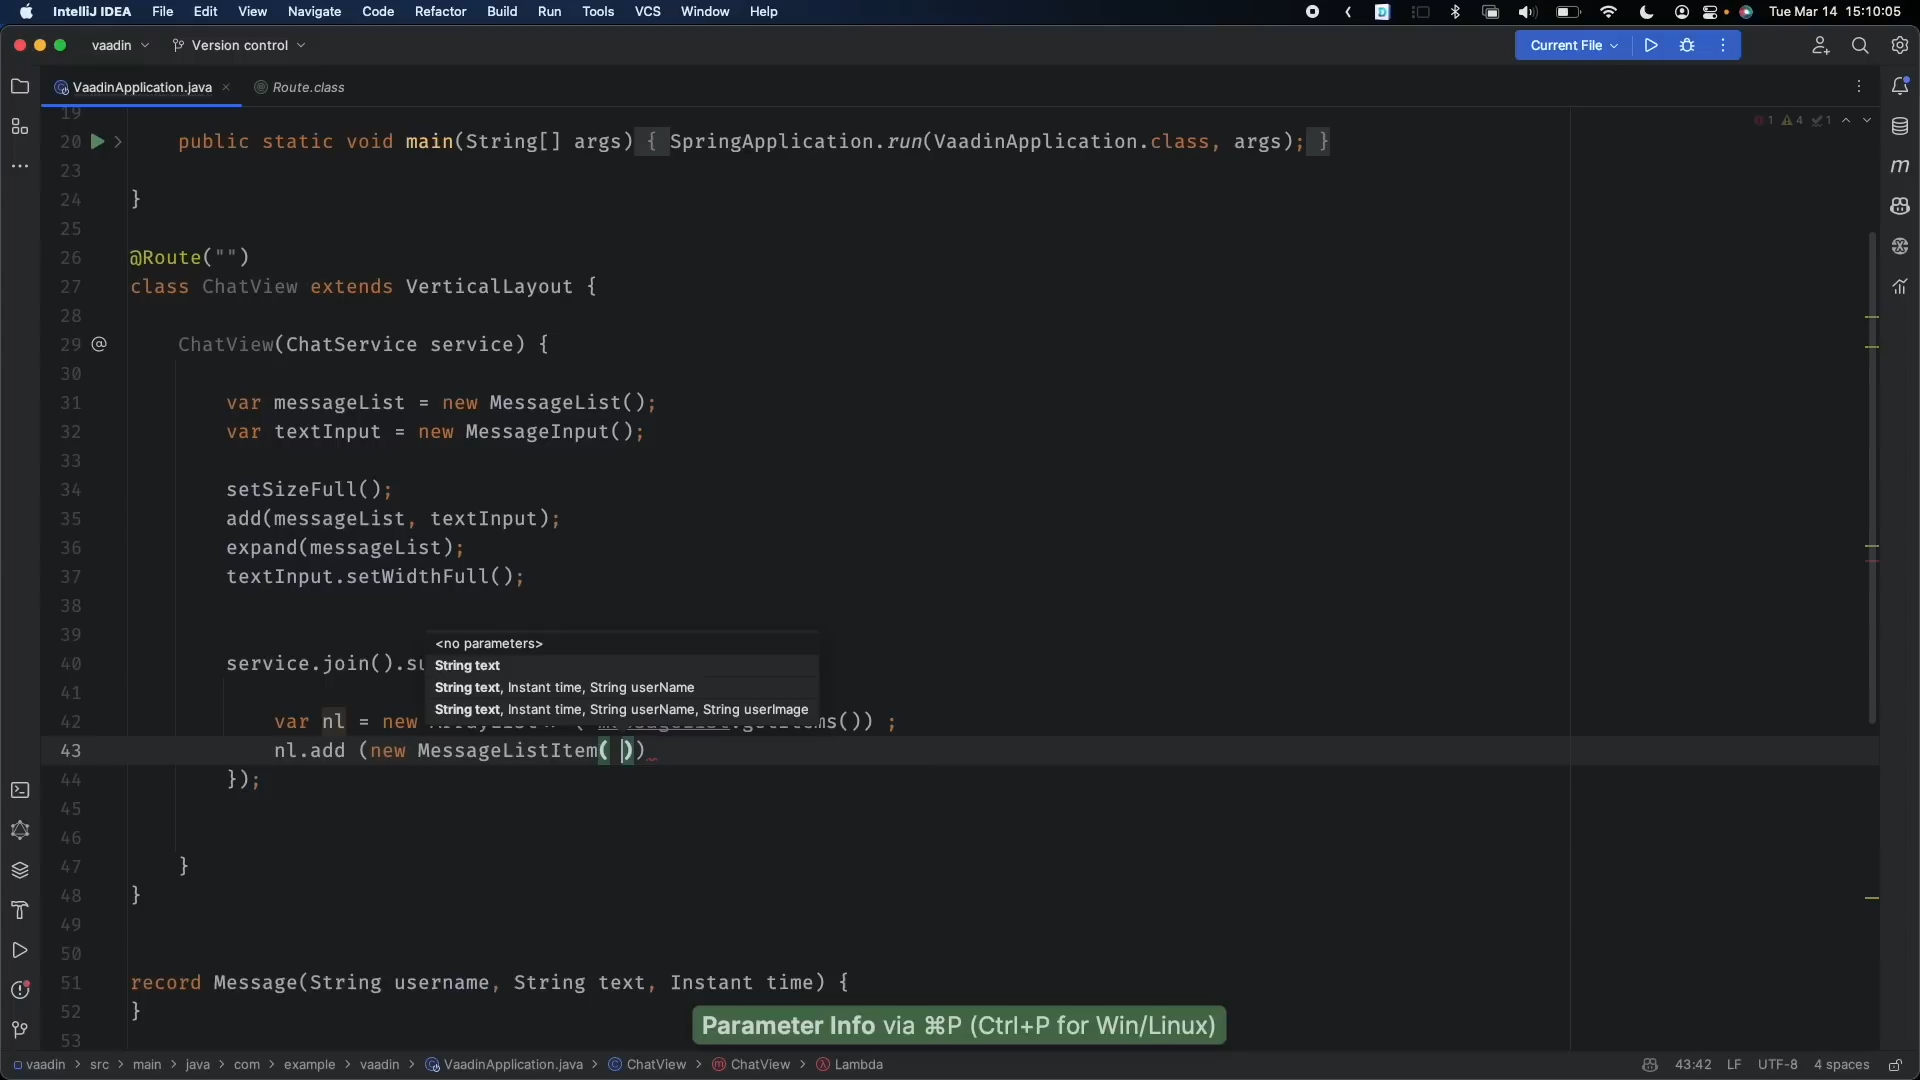 IntelliJ IDEA File Edit View Navigate Code Refactor Build Run Tools VCS Window Help Tue Mar 14 15:10:05
vaadin Version control Current File
VaadinApplication.java Route.class
19
20 public static void main(String[] args) { SpringApplication.run(VaadinApplication.class, args); } 1 4 1
23
24 }
25
26 @Route("")
27 class ChatView extends VerticalLayout {
28
29 ChatView(ChatService service) {
30
31 var messageList = new MessageList();
32 var textInput = new MessageInput();
33
34 setSizeFull();
35 add(messageList, textInput);
36 expand(messageList);
37 textInput.setWidthFull();
38
39
<no parameters>
40 service.join().su
String text
41
String text, Instant time, String userName
String text, Instant time, String userName, String userImage
42 var nl = new ms()) ;
43 nl.add (new MessageListItem( ))
44 });
45
46
47 }
48 }
49
50
51 record Message(String username, String text, Instant time) {
52 }
53
Parameter Info via ⌘P (Ctrl+P for Win/Linux)
vaadin > src > main > java > com > example > vaadin > VaadinApplication.java > ChatView > ChatView > Lambda 43:42 LF UTF-8 4 spaces